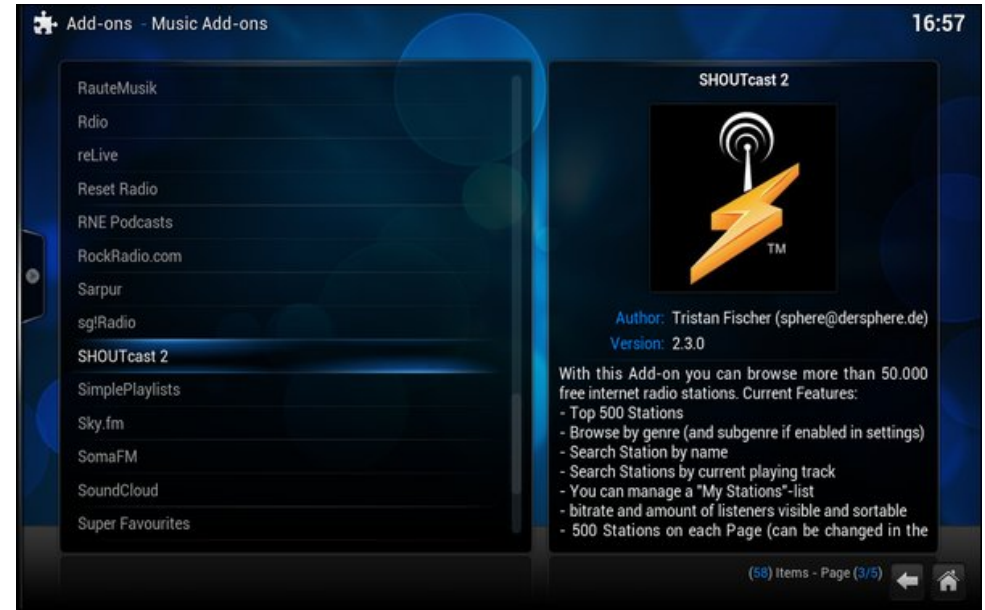 Add-ons - Music Add-ons
16:57
RauteMusik
Rdio
reLive
Reset Radio
RNE Podcasts
RockRadio.com
Sarpur
sg!Radio
SHOUTcast 2
SimplePlaylists
Sky.fm
SomaFM
SoundCloud
Super Favourites
SHOUTcast 2
TM
Author: Tristan Fischer (sphere@dersphere.de)
Version: 2.3.0
With this Add-on you can browse more than 50.000
free internet radio stations. Current Features:
- Top 500 Stations
- Browse by genre (and subgenre if enabled in settings)
- Search Station by name
- Search Stations by current playing track
- You can manage a "My Stations"-list
- bitrate and amount of listeners visible and sortable
- 500 Stations on each Page (can be changed in the
(58) Items - Page (3/5)